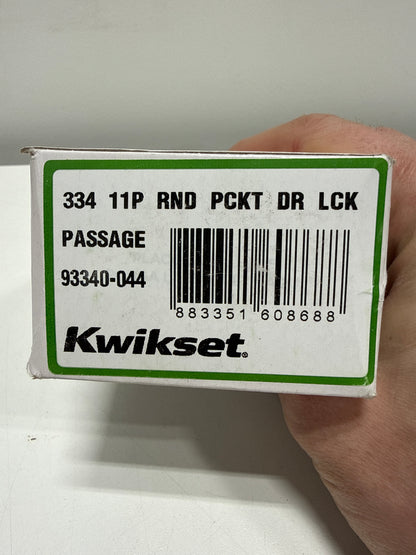 334 11P RND PCKT DR LCK
PASSAGE
93340-044
883351 608688
Kwikset®